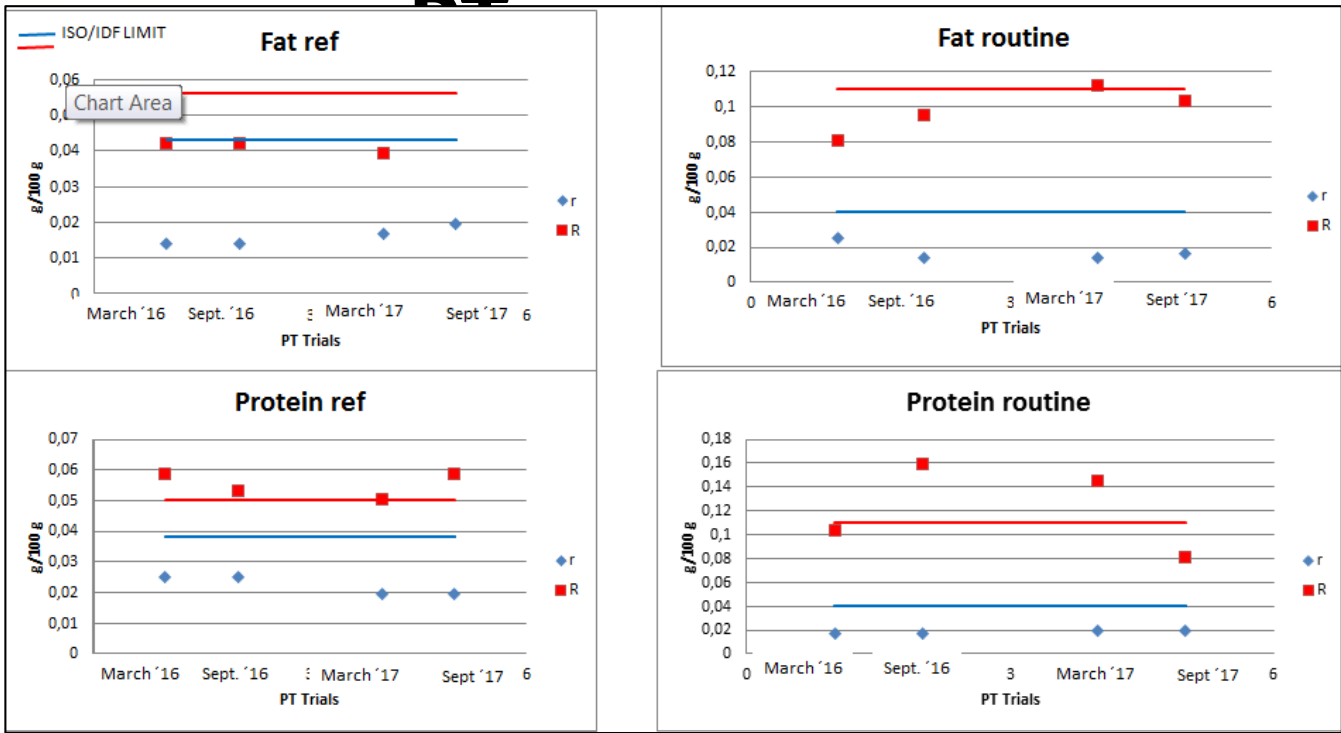 ISO/IDF LIMIT
Fat ref
0,06
Chart Area
0,04
0,03
0,02
0,01
g/100 g
r
R
March ´16 Sept. ´16 March ´17 Sept ´17 6
PT Trials
Fat routine
0,12
0,1
0,08
0,06
0,04
0,02
0
g/100 g
r
R
0 March ´16 Sept. ´16 3 March ´17 Sept ´17 6
PT Trials
Protein ref
0,07
0,06
0,05
0,04
0,03
0,02
0,01
0
g/100 g
r
R
March ´16 Sept. ´16 March ´17 Sept ´17 6
PT Trials
Protein routine
0,18
0,16
0,14
0,12
0,1
0,08
0,06
0,04
0,02
0
g/100 g
r
R
0 March ´16 Sept. ´16 3 March ´17 Sept ´17 6
PT Trials